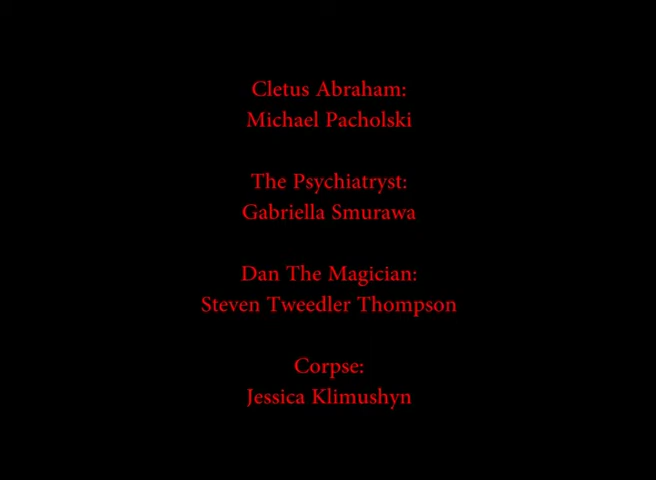 Cletus Abraham:
Michael Pacholski
The Psychiatryst:
Gabriella Smurawa
Dan The Magician:
Steven Tweedler Thompson
Corpse:
Jessica Klimushyn